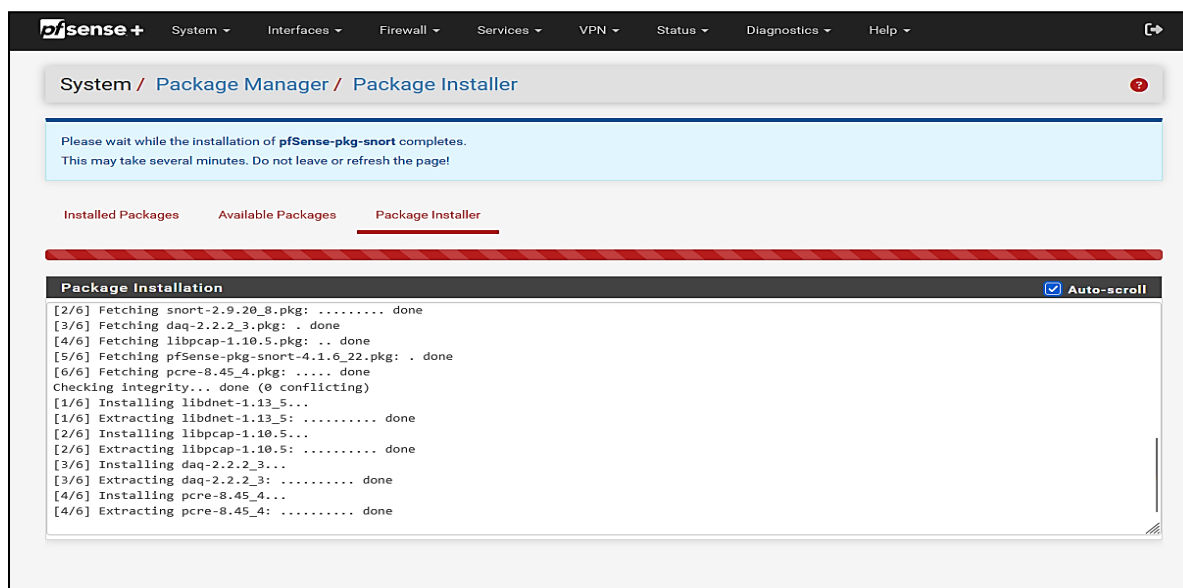 pfsense +
System
Interfaces
Firewall
Services
VPN
Status
Diagnostics
Help
System / Package Manager / Package Installer
?
Please wait while the installation of pfSense-pkg-snort completes.
This may take several minutes. Do not leave or refresh the page!
Installed Packages
Available Packages
Package Installer
Package Installation
Auto-scroll
[2/6] Fetching snort-2.9.20_8.pkg: ......... done
[3/6] Fetching daq-2.2.2_3.pkg: . done
[4/6] Fetching libpcap-1.10.5.pkg: .. done
[5/6] Fetching pfSense-pkg-snort-4.1.6_22.pkg: . done
[6/6] Fetching pcre-8.45_4.pkg: ..... done
Checking integrity... done (0 conflicting)
[1/6] Installing libdnet-1.13_5...
[1/6] Extracting libdnet-1.13_5: .......... done
[2/6] Installing libpcap-1.10.5...
[2/6] Extracting libpcap-1.10.5: .......... done
[3/6] Installing daq-2.2.2_3...
[3/6] Extracting daq-2.2.2_3: .......... done
[4/6] Installing pcre-8.45_4...
[4/6] Extracting pcre-8.45_4: .......... done